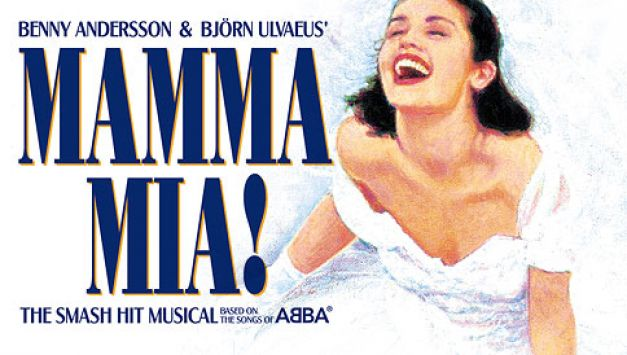 BENNY ANDERSSON & BJÖRN ULVAEUS'
MAMMA
MIA!
THE SMASH HIT MUSICAL BASED ON THE SONGS OF ABBA®